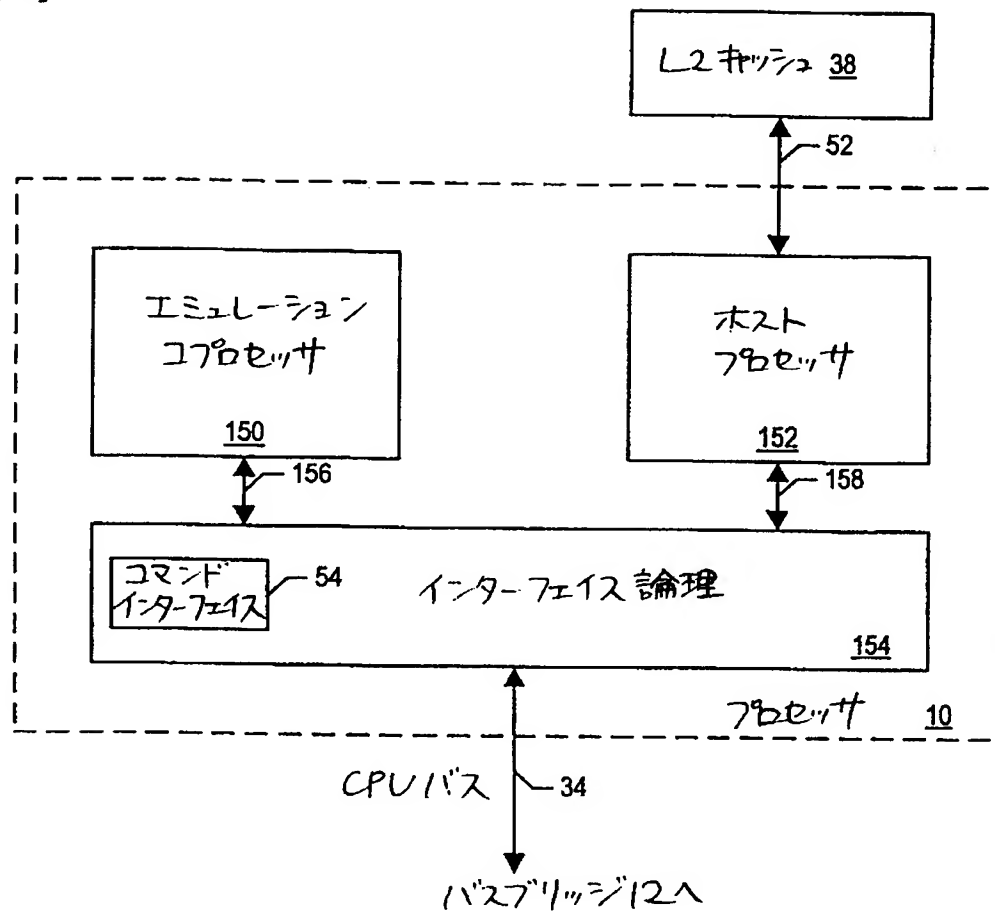 L2キャッシュ 38
52
エミュレーション
コプロセッサ
150
ホスト
プロセッサ
152
156
158
コマンド
インターフェイス
54
インターフェイス論理
154
プロセッサ 10
CPUバス
34
バスブリッジ12へ